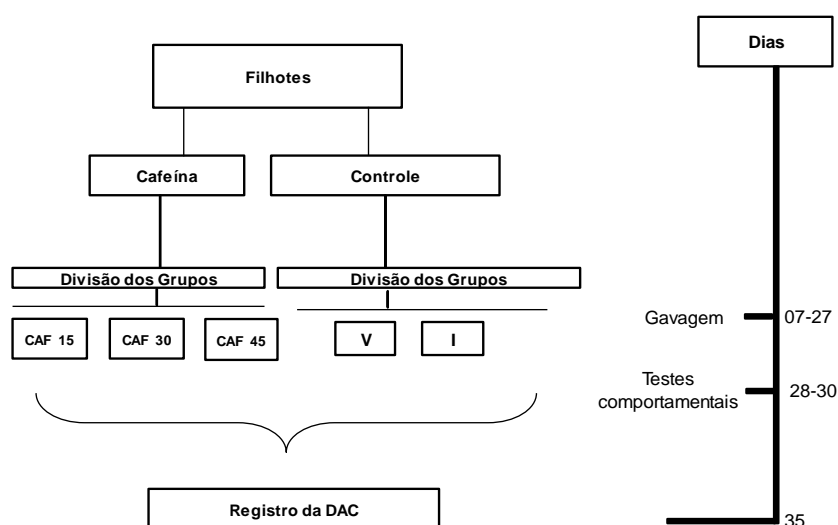 Filhotes
Cafeína
Controle
Divisão dos Grupos
Divisão dos Grupos
CAF 15
CAF 30
CAF 45
V
I
Registro da DAC
Dias
Gavagem
07-27
Testes
comportamentais
28-30
35